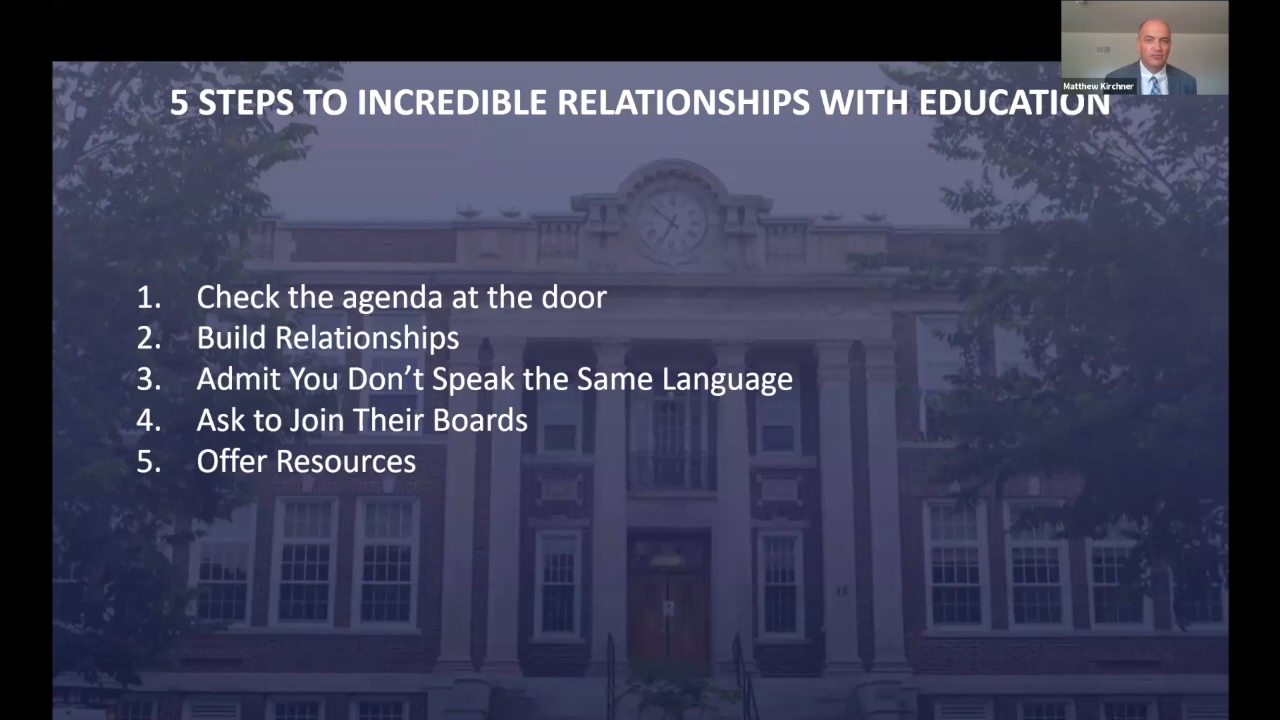 Matthew Kirchner
5 STEPS TO INCREDIBLE RELATIONSHIPS WITH EDUCATION
1. Check the agenda at the door
2. Build Relationships
3. Admit You Don’t Speak the Same Language
4. Ask to Join Their Boards
5. Offer Resources